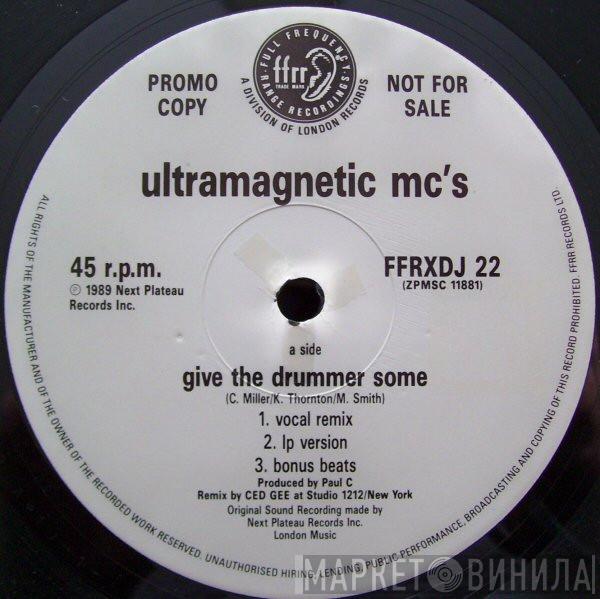 FULL FREQUENCY
ffrr
TRADE MARK
RANGE RECORDINGS
A DIVISION OF LONDON RECORDS
PROMO COPY
NOT FOR SALE
ultramagnetic mc's
45 r.p.m.
℗ 1989 Next Plateau
Records Inc.
FFRXDJ 22
(ZPMSC 11881)
a side
give the drummer some
(C. Miller/K. Thornton/M. Smith)
1. vocal remix
2. lp version
3. bonus beats
Produced by Paul C
Remix by CED GEE at Studio 1212/New York
Original Sound Recording made by
Next Plateau Records Inc.
London Music
ALL RIGHTS OF THE MANUFACTURER AND OF THE OWNER OF THE RECORDED WORK RESERVED. UNAUTHORISED HIRING, LENDING, PUBLIC PERFORMANCE, BROADCASTING AND COPYING OF THIS RECORD PROHIBITED. FFRR RECORDS LTD.
МАРКЕТ ВИНИЛА